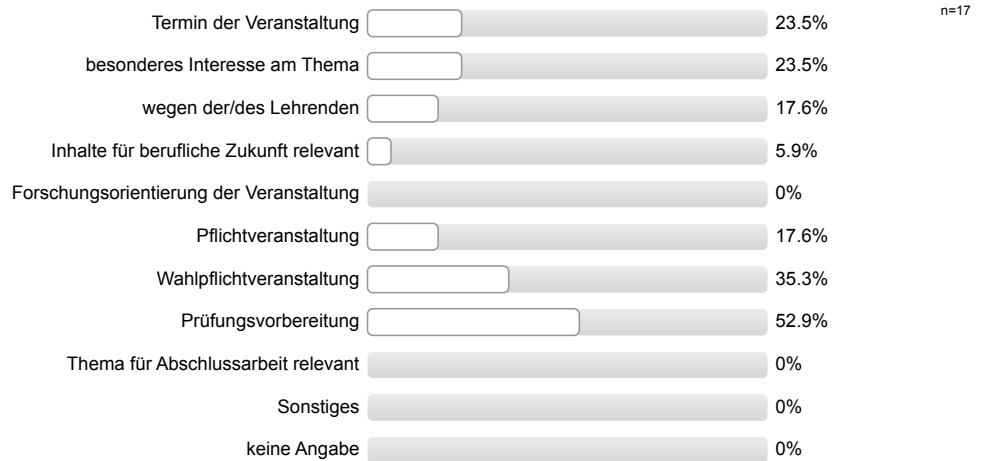 n=17
Termin der Veranstaltung 23.5%
besonderes Interesse am Thema 23.5%
wegen der/des Lehrenden 17.6%
Inhalte für berufliche Zukunft relevant 5.9%
Forschungsorientierung der Veranstaltung 0%
Pflichtveranstaltung 17.6%
Wahlpflichtveranstaltung 35.3%
Prüfungsvorbereitung 52.9%
Thema für Abschlussarbeit relevant 0%
Sonstiges 0%
keine Angabe 0%